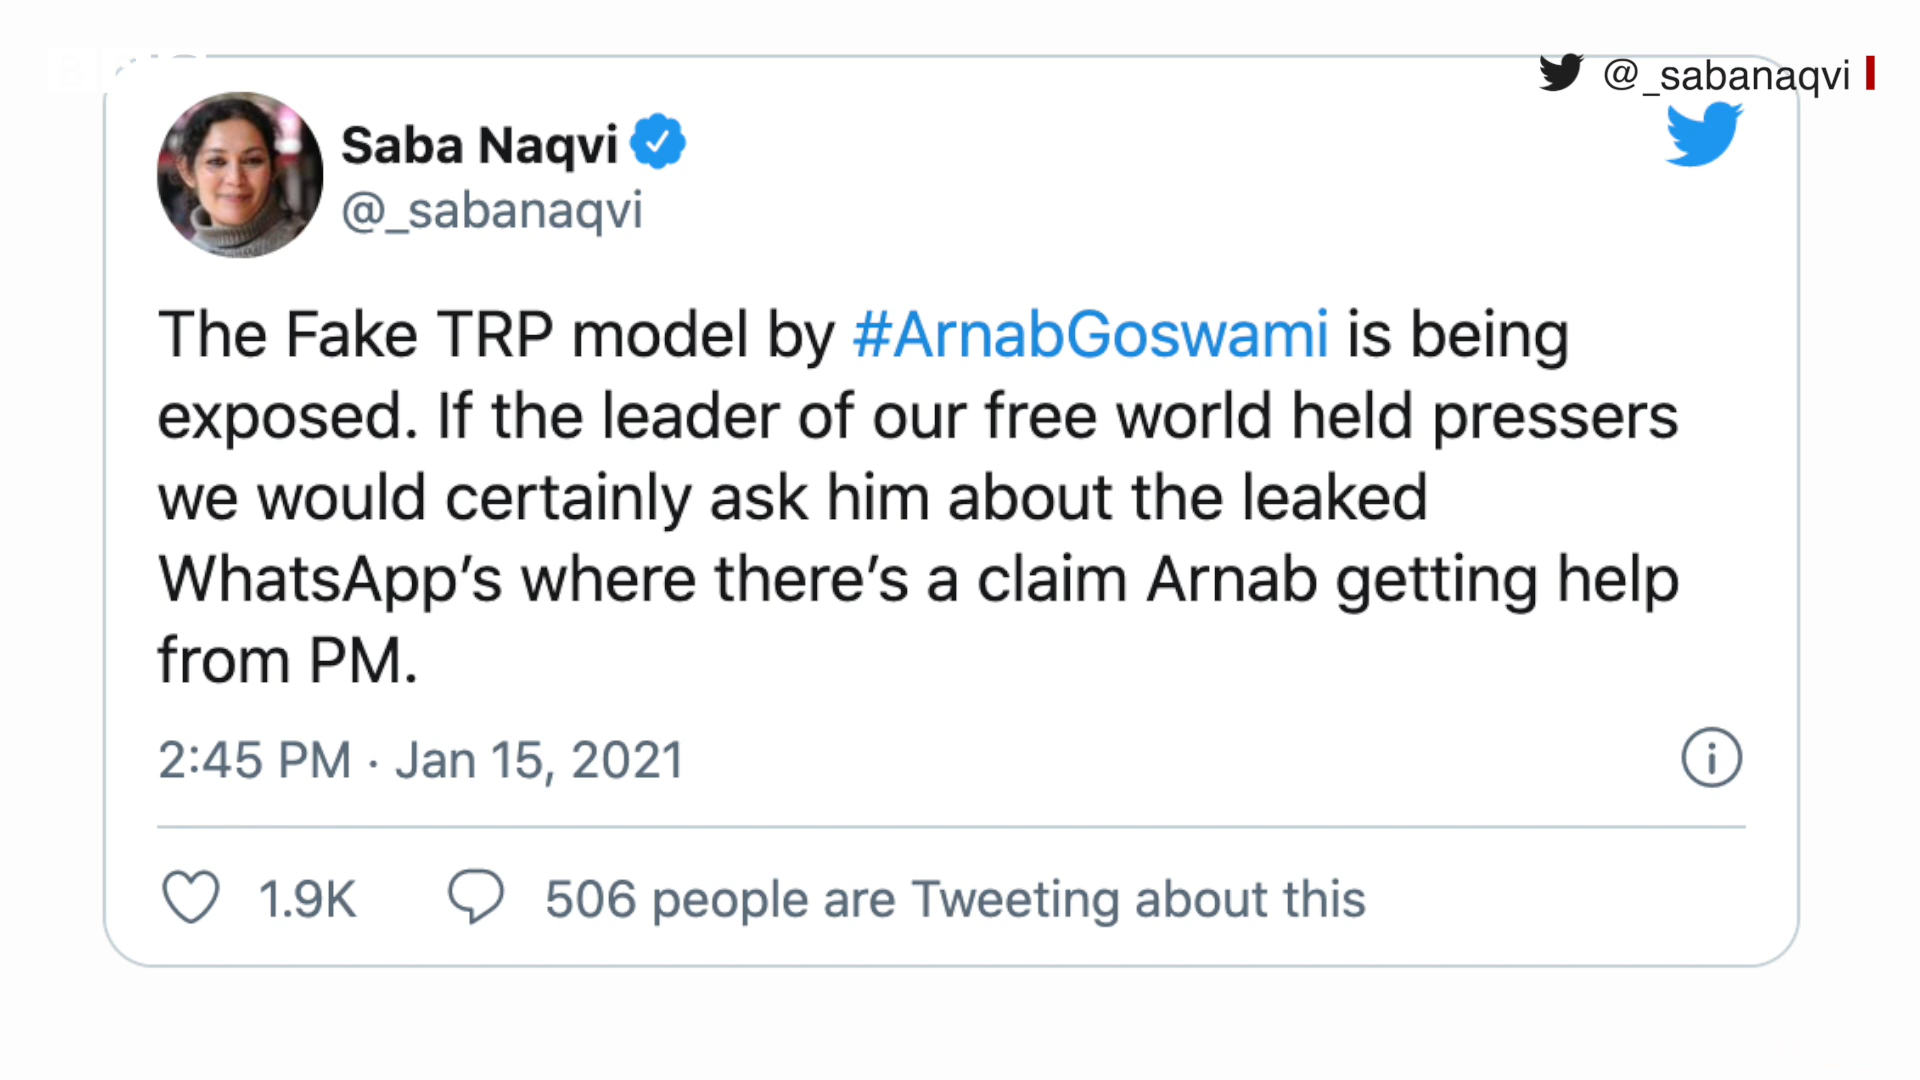 @_sabanaqvi
Saba Naqvi
@_sabanaqvi
The Fake TRP model by #ArnabGoswami is being
exposed. If the leader of our free world held pressers
we would certainly ask him about the leaked
WhatsApp’s where there’s a claim Arnab getting help
from PM.
2:45 PM · Jan 15, 2021
1.9K 506 people are Tweeting about this